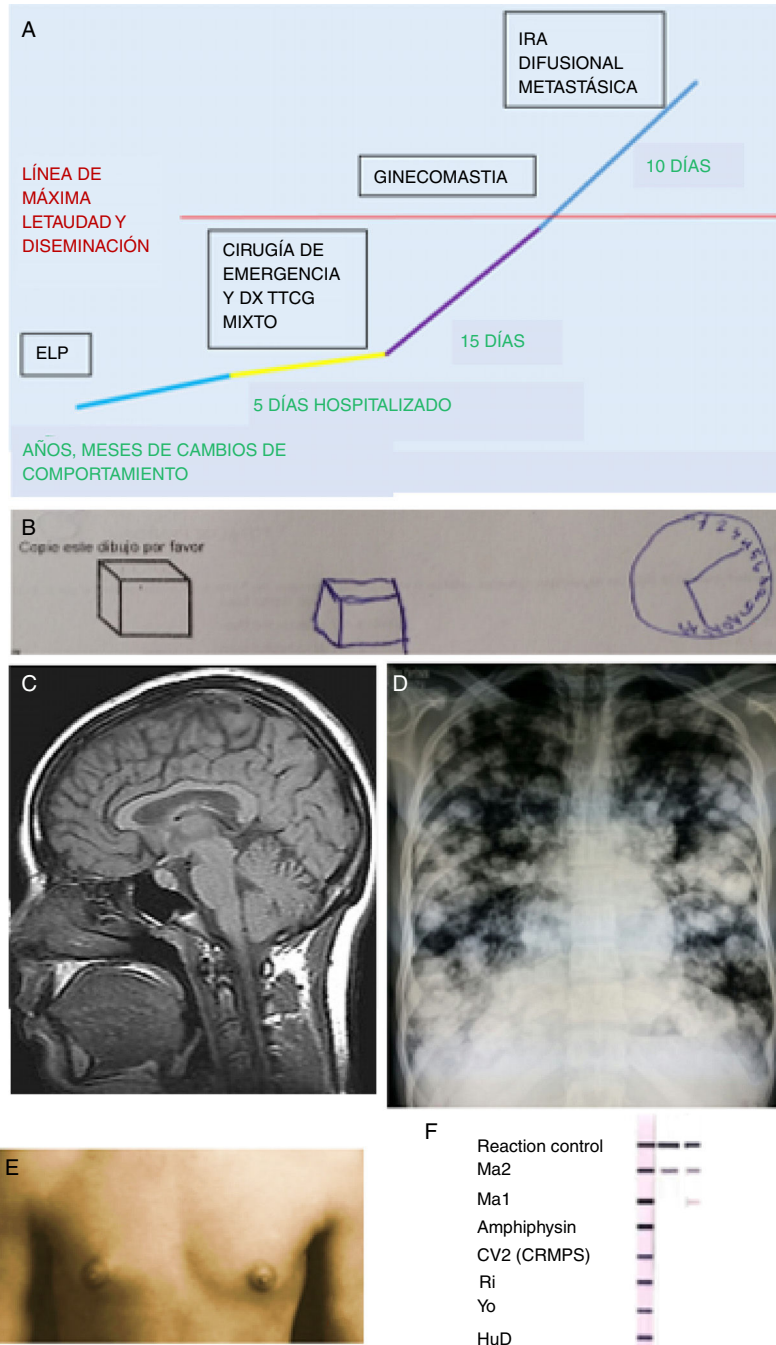 A
IRA
DIFUSIONAL
METASTÁSICA
LÍNEA DE
MÁXIMA
LETAUDAD Y
DISEMINACIÓN
GINECOMASTIA
10 DÍAS
CIRUGÍA DE
EMERGENCIA
Y DX TTCG
MIXTO
ELP
15 DÍAS
5 DÍAS HOSPITALIZADO
AÑOS, MESES DE CAMBIOS DE
COMPORTAMIENTO
B
Copie este dibujo por favor
C
D
E
F
Reaction control
Ma2
Ma1
Amphiphysin
CV2 (CRMPS)
Ri
Yo
HuD